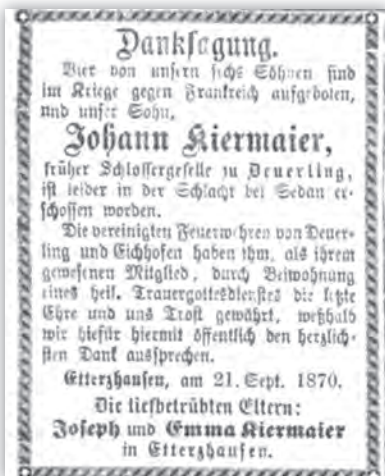 Danksagung.
Vier von unsern sechs Söhnen sind
im Kriege gegen Frankreich aufgeboten,
und unser Sohn,
Johann Kiermaier,
früher Schlossergeselle zu Deuerling,
ist leider in der Schlacht bei Sedan er-
schossen worden.
Die vereinigten Feuerwehren von Deuer-
ling und Eichhofen haben ihm, als ihrem
gewesenen Mitglied, durch Beiwohnung
eines heil. Trauergottesdienstes die letzte
Ehre und uns Trost gewährt, weßhalb
wir hiefür hiermit öffentlich den herzlich-
sten Dank aussprechen.
Etterzhausen, am 21. Sept. 1870.
Die tiefbetrübten Eltern:
Joseph und Emma Kiermaier
in Etterzhausen.